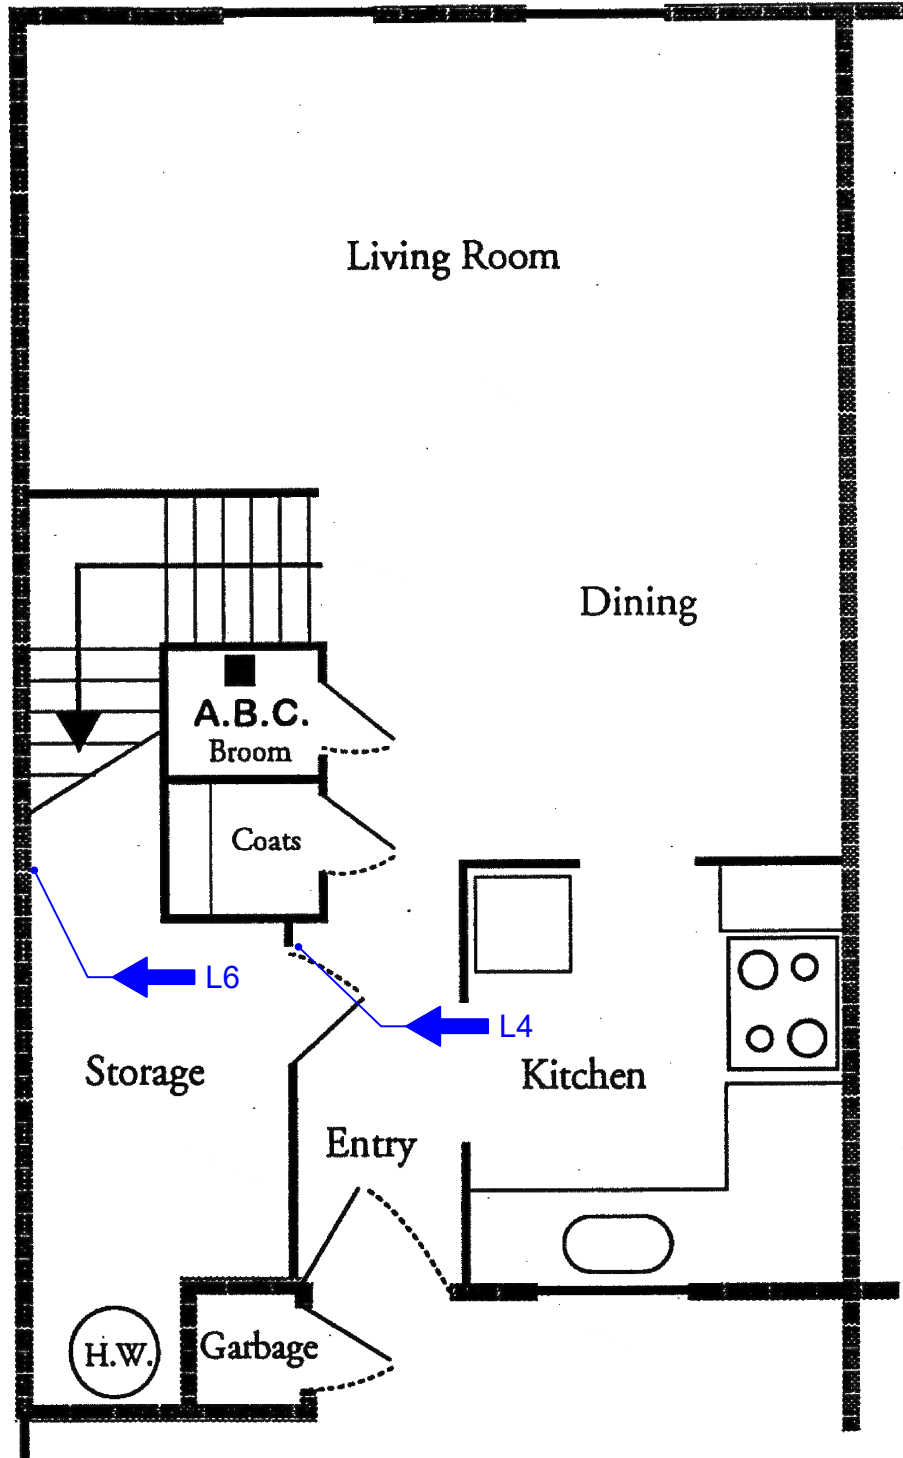 Living Room
Dining
A.B.C.
Broom
Coats
L6
L4
Storage
Kitchen
Entry
Garbage
H.W.